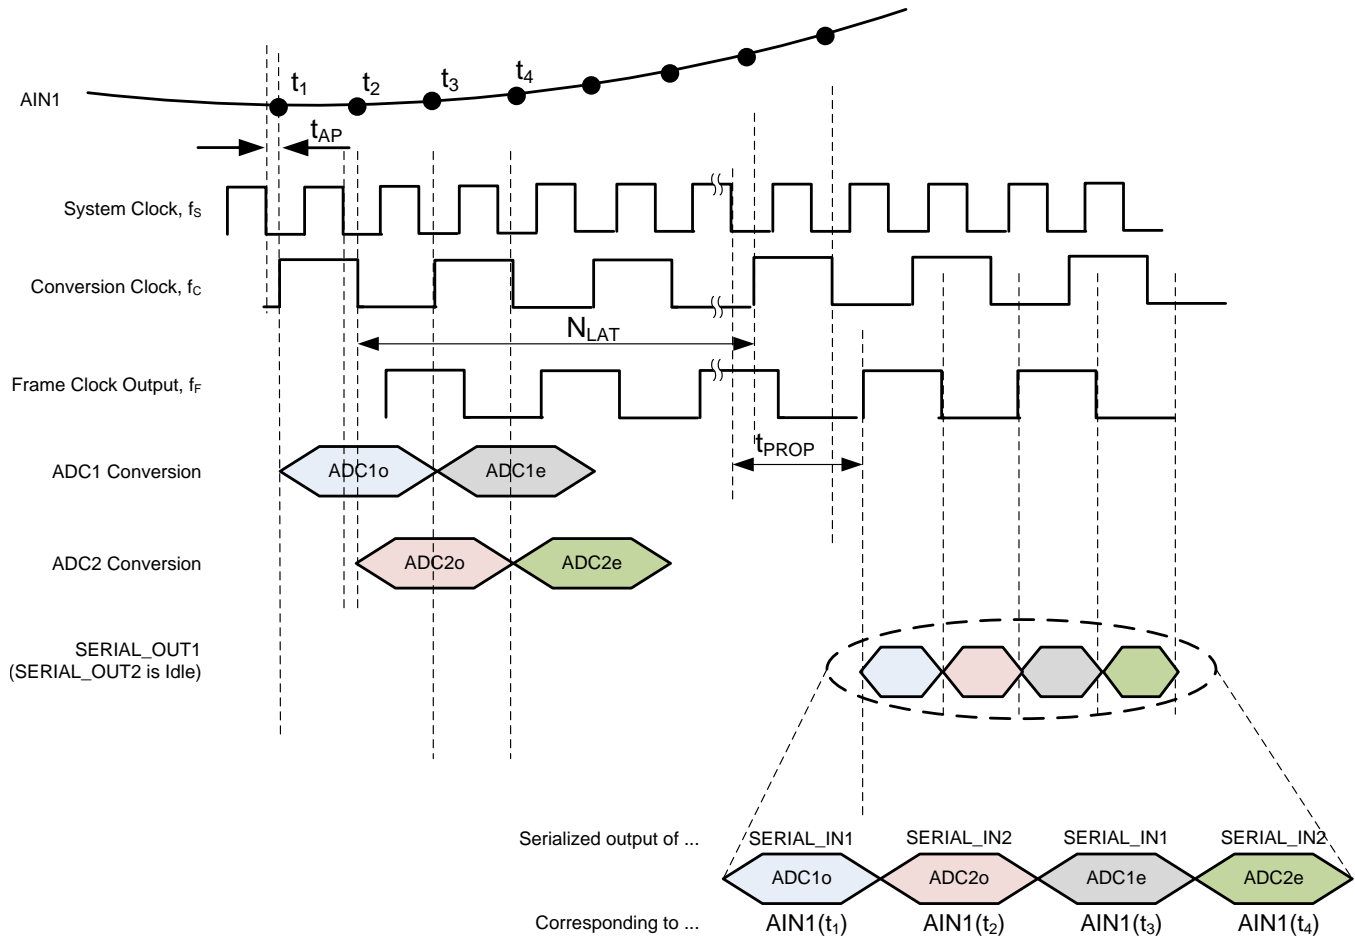 t1 t2 t3 t4
AIN1
tAP
System Clock, fS
Conversion Clock, fC
NLAT
Frame Clock Output, fF
tPROP
ADC1 Conversion
ADC1o ADC1e
ADC2 Conversion
ADC2o ADC2e
SERIAL_OUT1
(SERIAL_OUT2 is Idle)
Serialized output of ... SERIAL_IN1 SERIAL_IN2 SERIAL_IN1 SERIAL_IN2
ADC1o ADC2o ADC1e ADC2e
Corresponding to ... AIN1(t1) AIN1(t2) AIN1(t3) AIN1(t4)